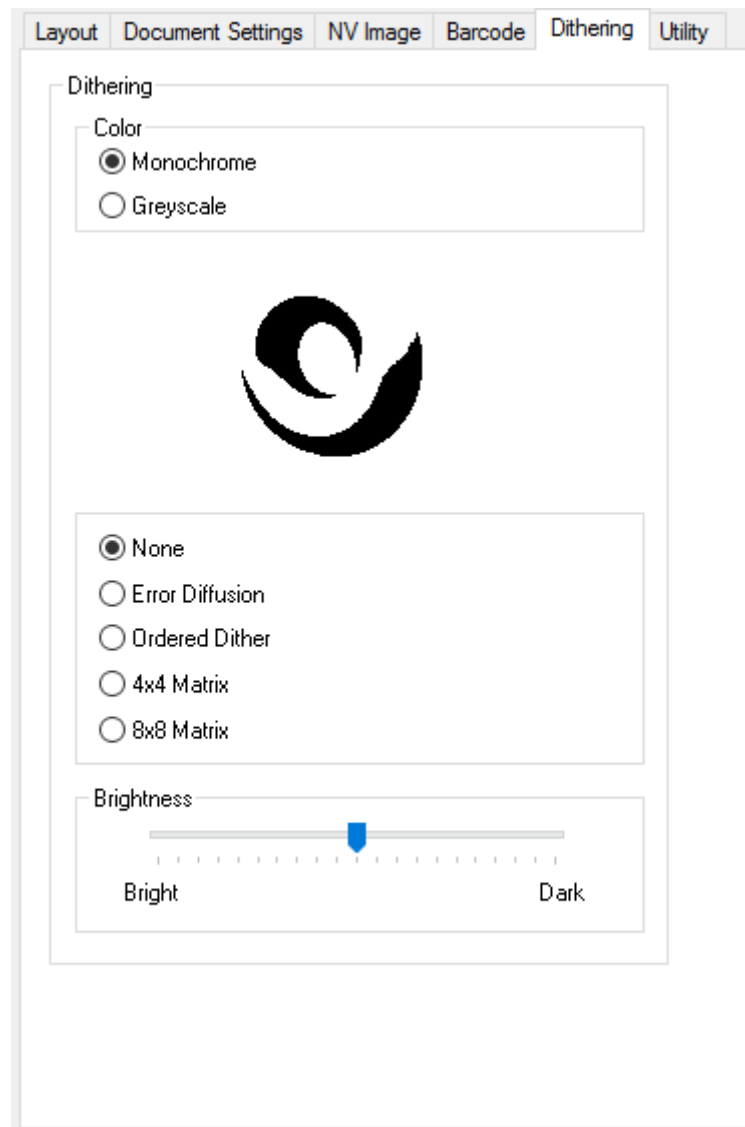 Layout Document Settings NV Image Barcode Dithering Utility
Dithering
Color
Monochrome
Greyscale
None
Error Diffusion
Ordered Dither
4x4 Matrix
8x8 Matrix
Brightness
Bright Dark